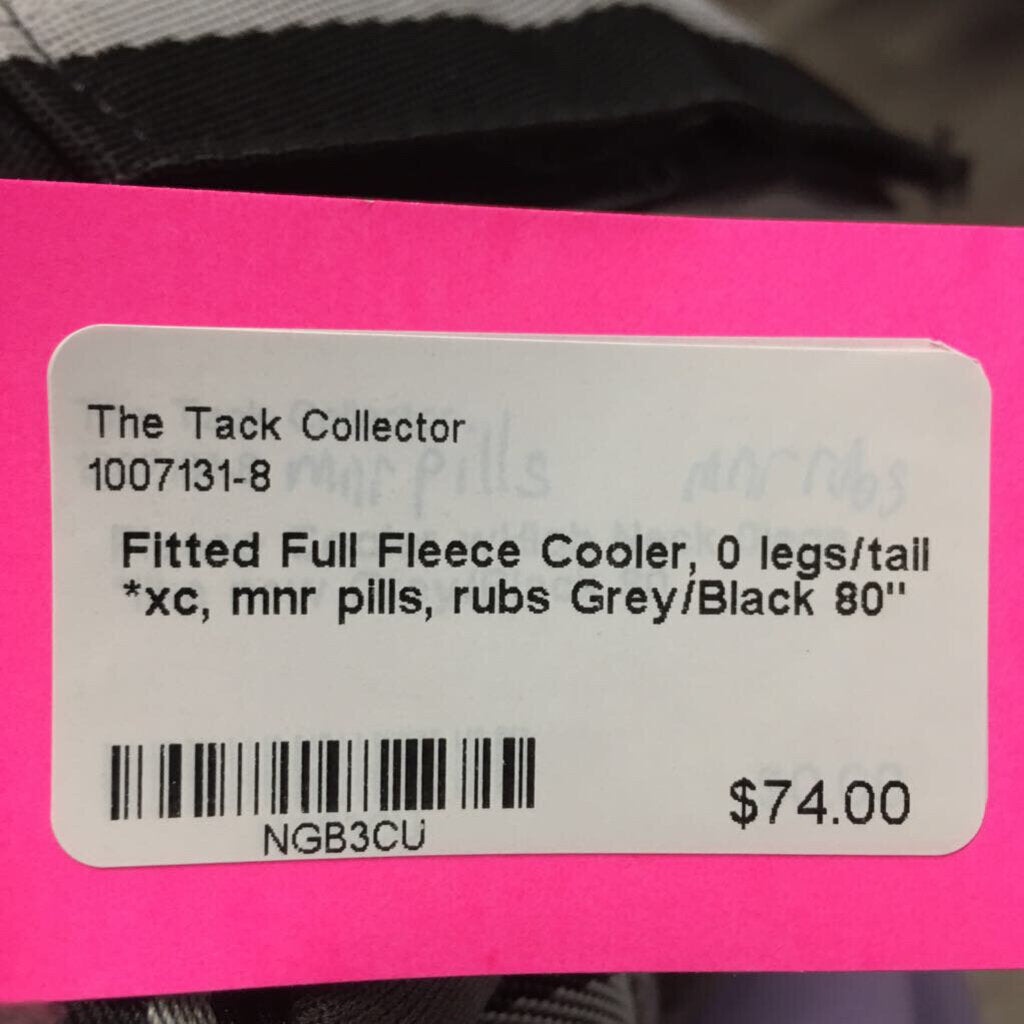 The Tack Collector
1007131-8
Fitted Full Fleece Cooler, 0 legs/tail
*xc, mnr pills, rubs Grey/Black 80"
NGB3CU
$74.00